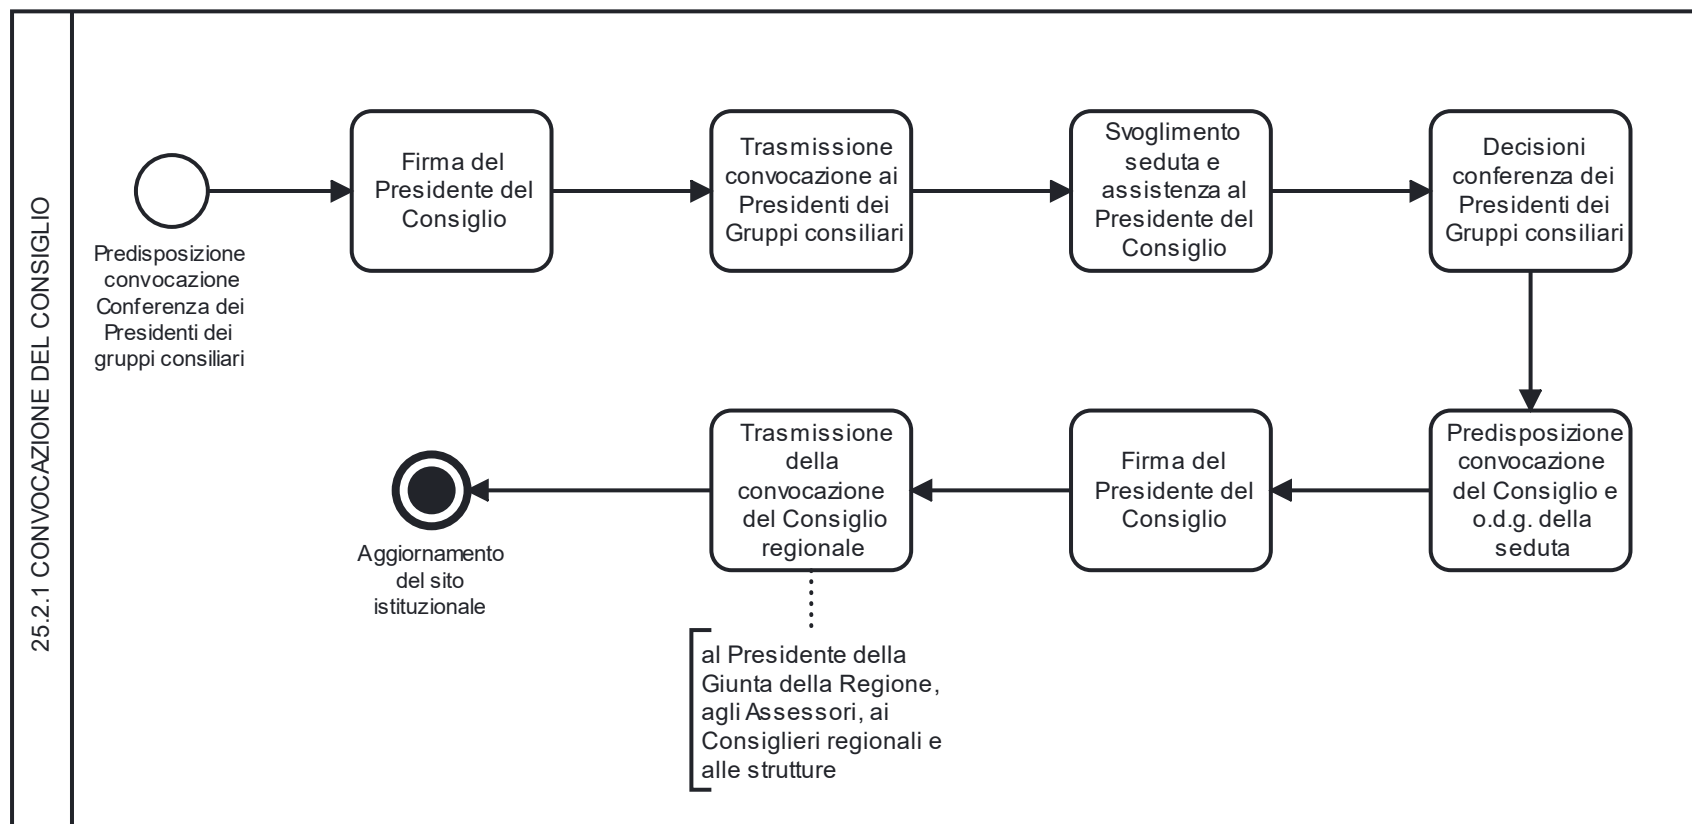 25.2.1 CONVOCAZIONE DEL CONSIGLIO
Predisposizione
convocazione
Conferenza dei
Presidenti dei
gruppi consiliari
Firma del
Presidente del
Consiglio
Trasmissione
convocazione ai
Presidenti dei
Gruppi consiliari
Svoglimento
seduta e
assistenza al
Presidente del
Consiglio
Decisioni
conferenza dei
Presidenti dei
Gruppi consiliari
Predisposizione
convocazione
del Consiglio e
o.d.g. della
seduta
Firma del
Presidente del
Consiglio
Trasmissione
della
convocazione
del Consiglio
regionale
al Presidente della
Giunta della Regione,
agli Assessori, ai
Consiglieri regionali e
alle strutture
Aggiornamento
del sito
istituzionale